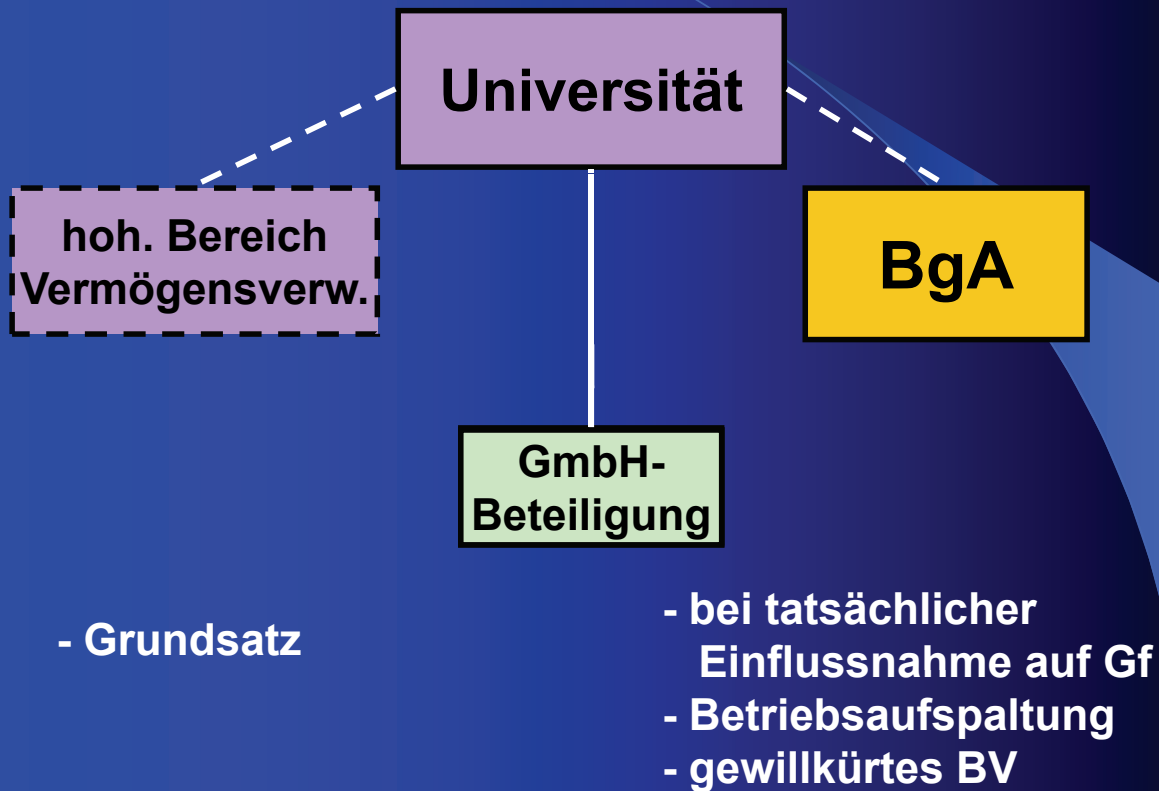 Universität
hoh. Bereich
Vermögensverw.
BgA
GmbH-
Beteiligung
- Grundsatz
- bei tatsächlicher
Einflussnahme auf Gf
- Betriebsaufspaltung
- gewillkürtes BV